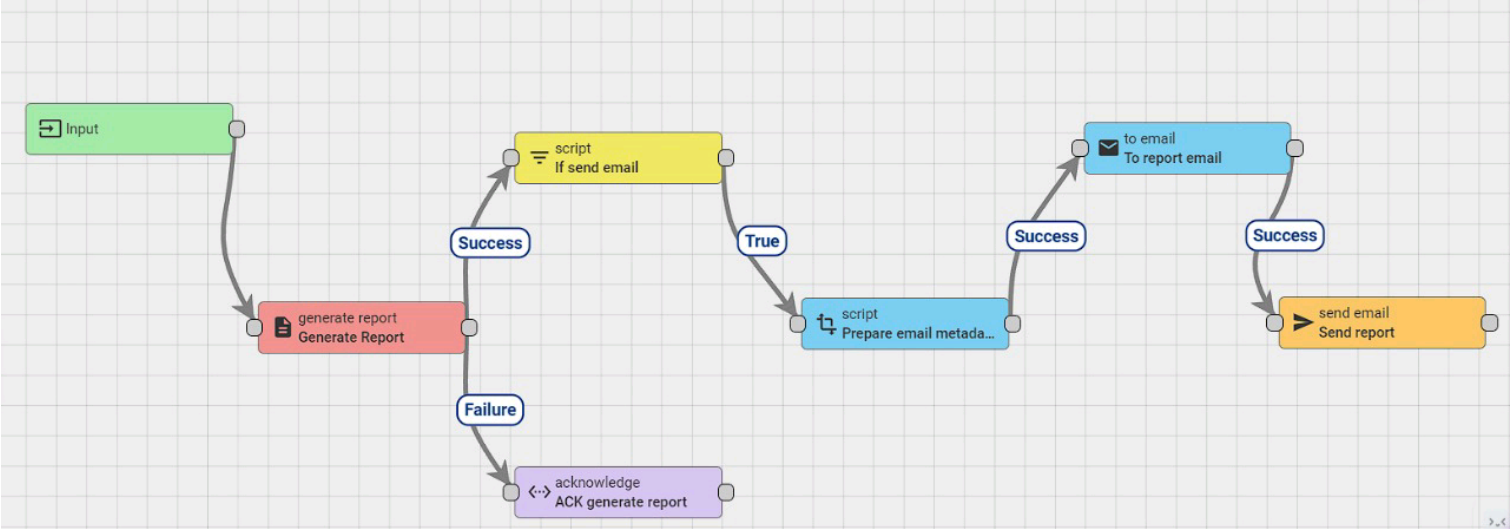 Input
generate report
Generate Report
Success
Failure
script
If send email
acknowledge
ACK generate report
True
script
Prepare email metada...
Success
to email
To report email
Success
send email
Send report